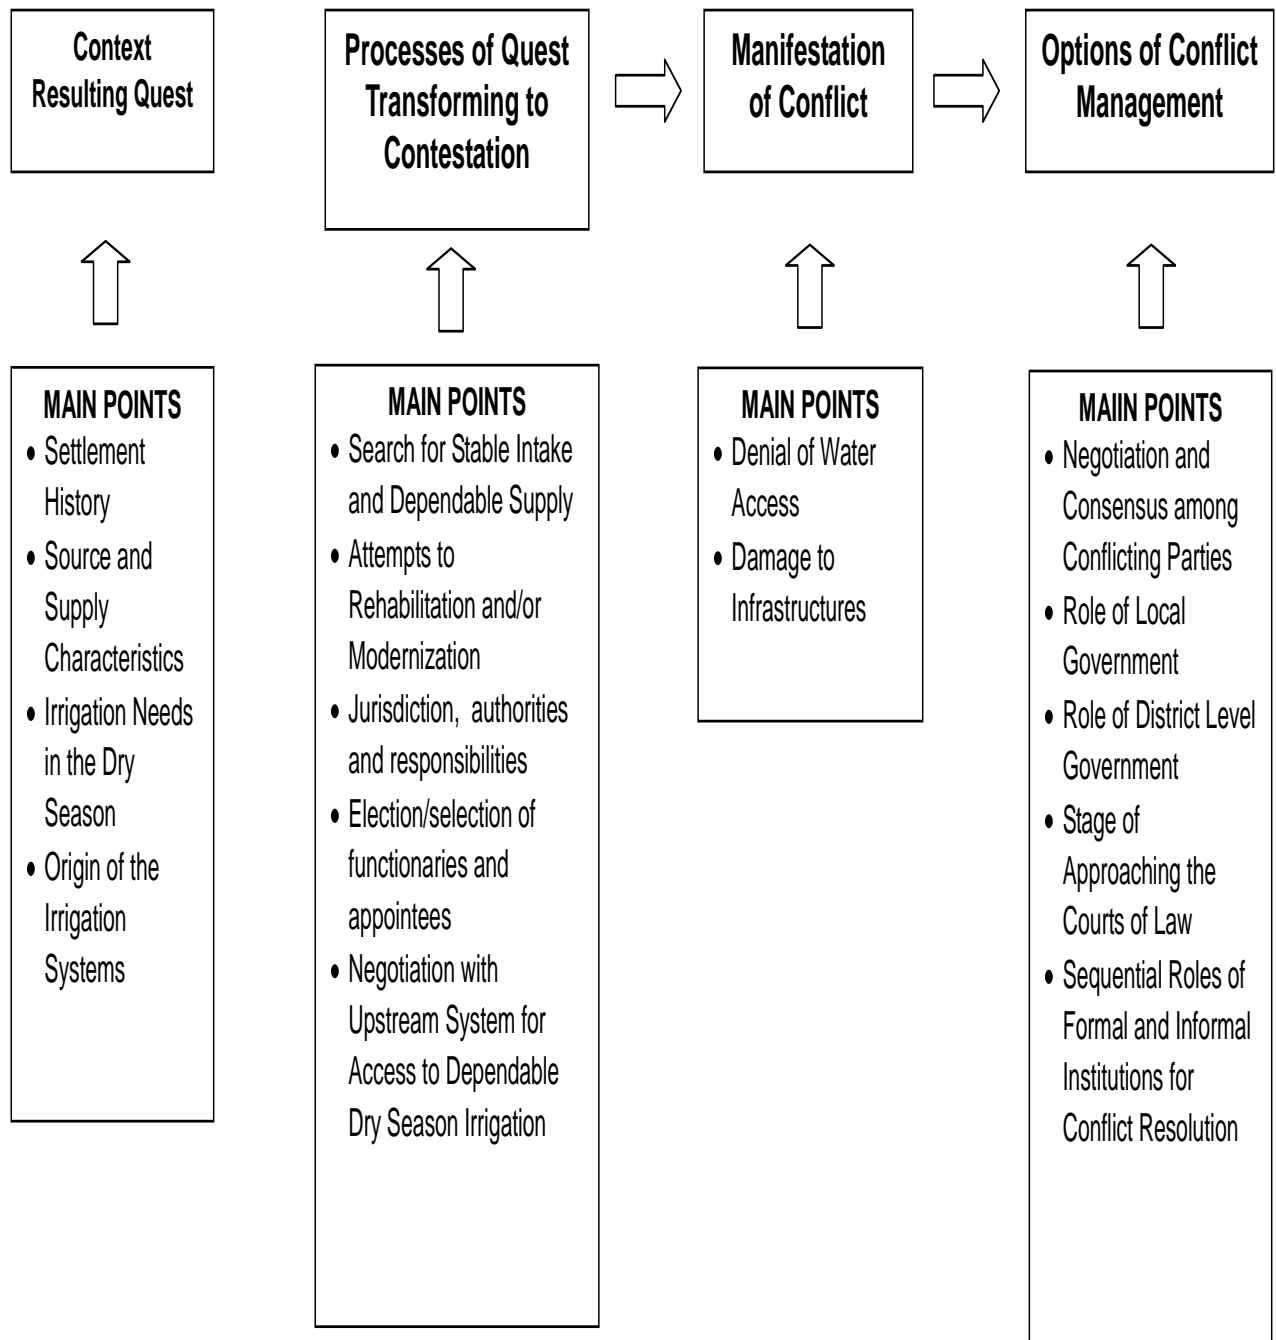 Context
Resulting Quest
Processes of Quest
Transforming to
Contestation
Manifestation
of Conflict
Options of Conflict
Management
MAIN POINTS
• Settlement
History
• Source and
Supply
Characteristics
• Irrigation Needs
in the Dry
Season
• Origin of the
Irrigation
Systems
MAIN POINTS
• Search for Stable Intake
and Dependable Supply
• Attempts to
Rehabilitation and/or
Modernization
• Jurisdiction, authorities
and responsibilities
• Election/selection of
functionaries and
appointees
• Negotiation with
Upstream System for
Access to Dependable
Dry Season Irrigation
MAIN POINTS
• Denial of Water
Access
• Damage to
Infrastructures
MAIIN POINTS
• Negotiation and
Consensus among
Conflicting Parties
• Role of Local
Government
• Role of District Level
Government
• Stage of
Approaching the
Courts of Law
• Sequential Roles of
Formal and Informal
Institutions for
Conflict Resolution